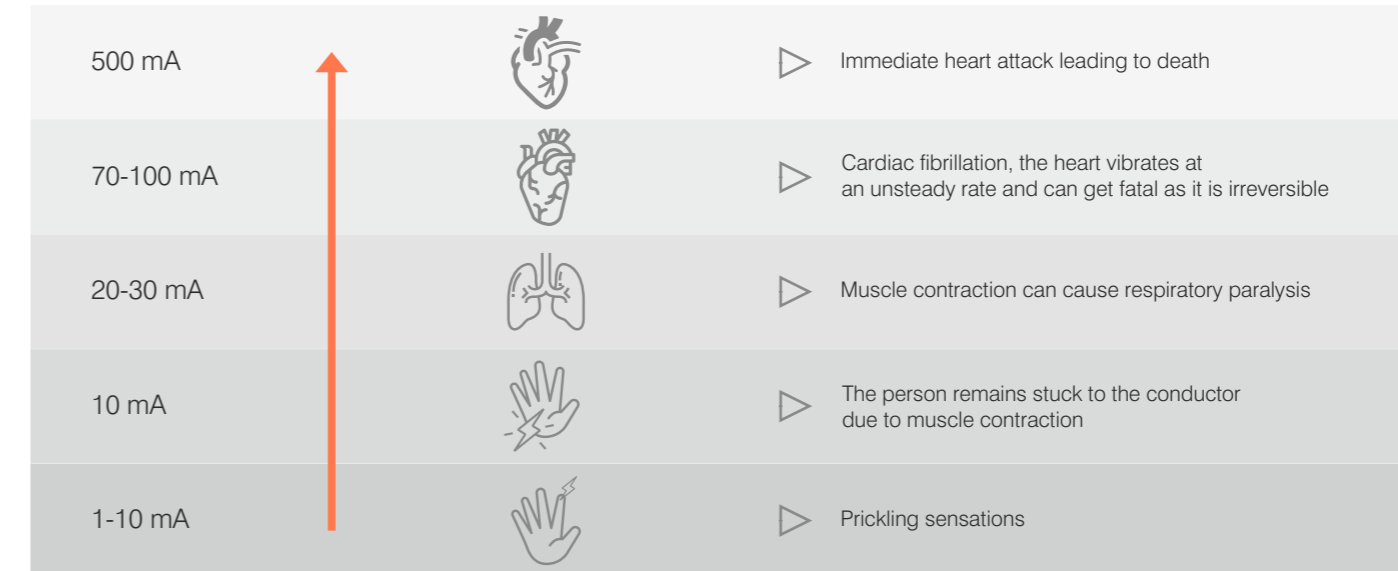 500 mA
Immediate heart attack leading to death
70-100 mA
Cardiac fibrillation, the heart vibrates at
an unsteady rate and can get fatal as it is irreversible
20-30 mA
Muscle contraction can cause respiratory paralysis
10 mA
The person remains stuck to the conductor
due to muscle contraction
1-10 mA
Prickling sensations